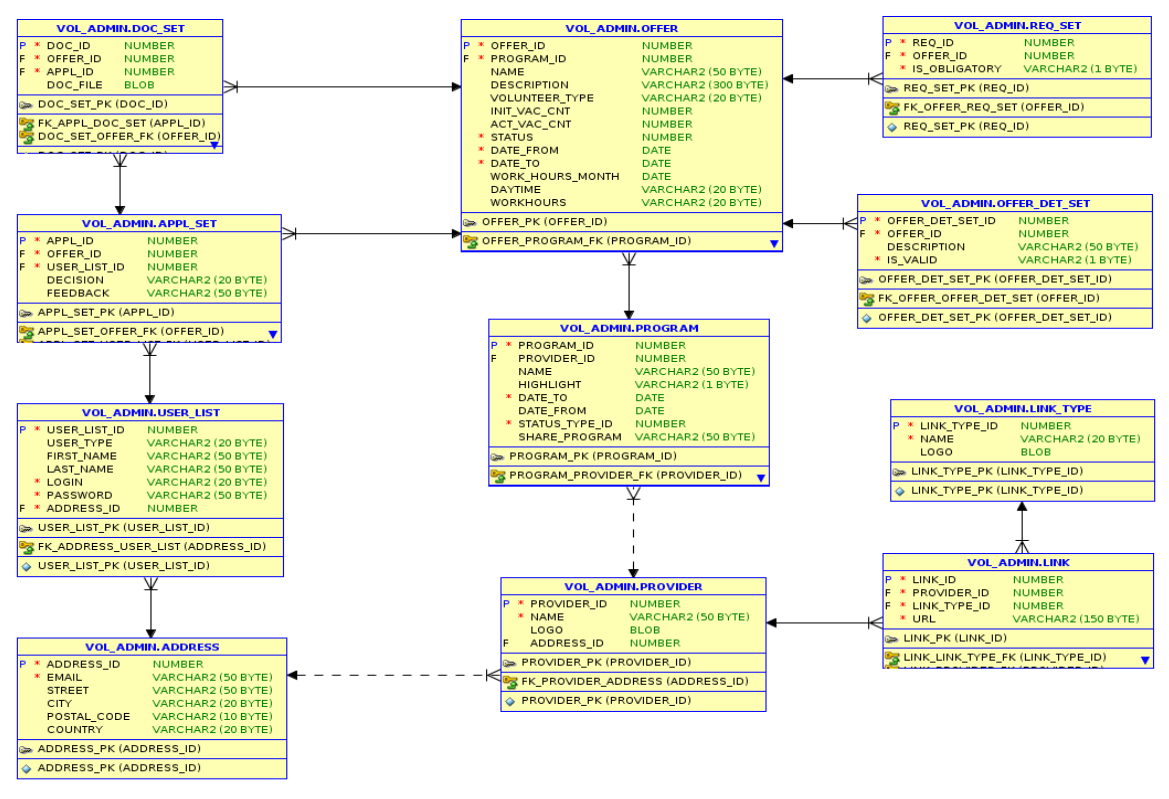 VOL_ADMIN.DOC_SET
P * DOC_ID NUMBER
F * OFFER_ID NUMBER
F * APPL_ID NUMBER
DOC_FILE BLOB
DOC_SET_PK (DOC_ID)
FK_APPL_DOC_SET (APPL_ID)
DOC_SET_OFFER_FK (OFFER_ID)
VOL_ADMIN.OFFER
P * OFFER_ID NUMBER
F * PROGRAM_ID NUMBER
NAME VARCHAR2 (50 BYTE)
DESCRIPTION VARCHAR2 (300 BYTE)
VOLUNTEER_TYPE VARCHAR2 (20 BYTE)
INIT_VAC_CNT NUMBER
ACT_VAC_CNT NUMBER
* STATUS NUMBER
* DATE_FROM DATE
* DATE_TO DATE
WORK_HOURS_MONTH DATE
DAYTIME VARCHAR2 (20 BYTE)
WORKHOURS VARCHAR2 (20 BYTE)
OFFER_PK (OFFER_ID)
OFFER_PROGRAM_FK (PROGRAM_ID)
VOL_ADMIN.REQ_SET
P * REQ_ID NUMBER
F * OFFER_ID NUMBER
* IS_OBLIGATORY VARCHAR2 (1 BYTE)
REQ_SET_PK (REQ_ID)
FK_OFFER_REQ_SET (OFFER_ID)
REQ_SET_PK (REQ_ID)
VOL_ADMIN.APPL_SET
P * APPL_ID NUMBER
F * OFFER_ID NUMBER
F * USER_LIST_ID NUMBER
DECISION VARCHAR2 (20 BYTE)
FEEDBACK VARCHAR2 (50 BYTE)
APPL_SET_PK (APPL_ID)
APPL_SET_OFFER_FK (OFFER_ID)
VOL_ADMIN.OFFER_DET_SET
P * OFFER_DET_SET_ID NUMBER
F * OFFER_ID NUMBER
DESCRIPTION VARCHAR2 (50 BYTE)
* IS_VALID VARCHAR2 (1 BYTE)
OFFER_DET_SET_PK (OFFER_DET_SET_ID)
FK_OFFER_OFFER_DET_SET (OFFER_ID)
OFFER_DET_SET_PK (OFFER_DET_SET_ID)
VOL_ADMIN.PROGRAM
P * PROGRAM_ID NUMBER
F PROVIDER_ID NUMBER
NAME VARCHAR2 (50 BYTE)
HIGHLIGHT VARCHAR2 (1 BYTE)
* DATE_TO DATE
DATE_FROM DATE
* STATUS_TYPE_ID NUMBER
SHARE_PROGRAM VARCHAR2 (50 BYTE)
PROGRAM_PK (PROGRAM_ID)
PROGRAM_PROVIDER_FK (PROVIDER_ID)
VOL_ADMIN.USER_LIST
P * USER_LIST_ID NUMBER
USER_TYPE VARCHAR2 (20 BYTE)
FIRST_NAME VARCHAR2 (50 BYTE)
LAST_NAME VARCHAR2 (50 BYTE)
* LOGIN VARCHAR2 (20 BYTE)
* PASSWORD VARCHAR2 (50 BYTE)
F * ADDRESS_ID NUMBER
USER_LIST_PK (USER_LIST_ID)
FK_ADDRESS_USER_LIST (ADDRESS_ID)
USER_LIST_PK (USER_LIST_ID)
VOL_ADMIN.LINK_TYPE
P * LINK_TYPE_ID NUMBER
* NAME VARCHAR2 (20 BYTE)
LOGO BLOB
LINK_TYPE_PK (LINK_TYPE_ID)
LINK_TYPE_PK (LINK_TYPE_ID)
VOL_ADMIN.LINK
P * LINK_ID NUMBER
F * PROVIDER_ID NUMBER
F * LINK_TYPE_ID NUMBER
* URL VARCHAR2 (150 BYTE)
LINK_PK (LINK_ID)
LINK_LINK_TYPE_FK (LINK_TYPE_ID)
VOL_ADMIN.PROVIDER
P * PROVIDER_ID NUMBER
* NAME VARCHAR2 (50 BYTE)
LOGO BLOB
F ADDRESS_ID NUMBER
PROVIDER_PK (PROVIDER_ID)
FK_PROVIDER_ADDRESS (ADDRESS_ID)
PROVIDER_PK (PROVIDER_ID)
VOL_ADMIN.ADDRESS
P * ADDRESS_ID NUMBER
* EMAIL VARCHAR2 (50 BYTE)
STREET VARCHAR2 (50 BYTE)
CITY VARCHAR2 (20 BYTE)
POSTAL_CODE VARCHAR2 (10 BYTE)
COUNTRY VARCHAR2 (20 BYTE)
ADDRESS_PK (ADDRESS_ID)
ADDRESS_PK (ADDRESS_ID)